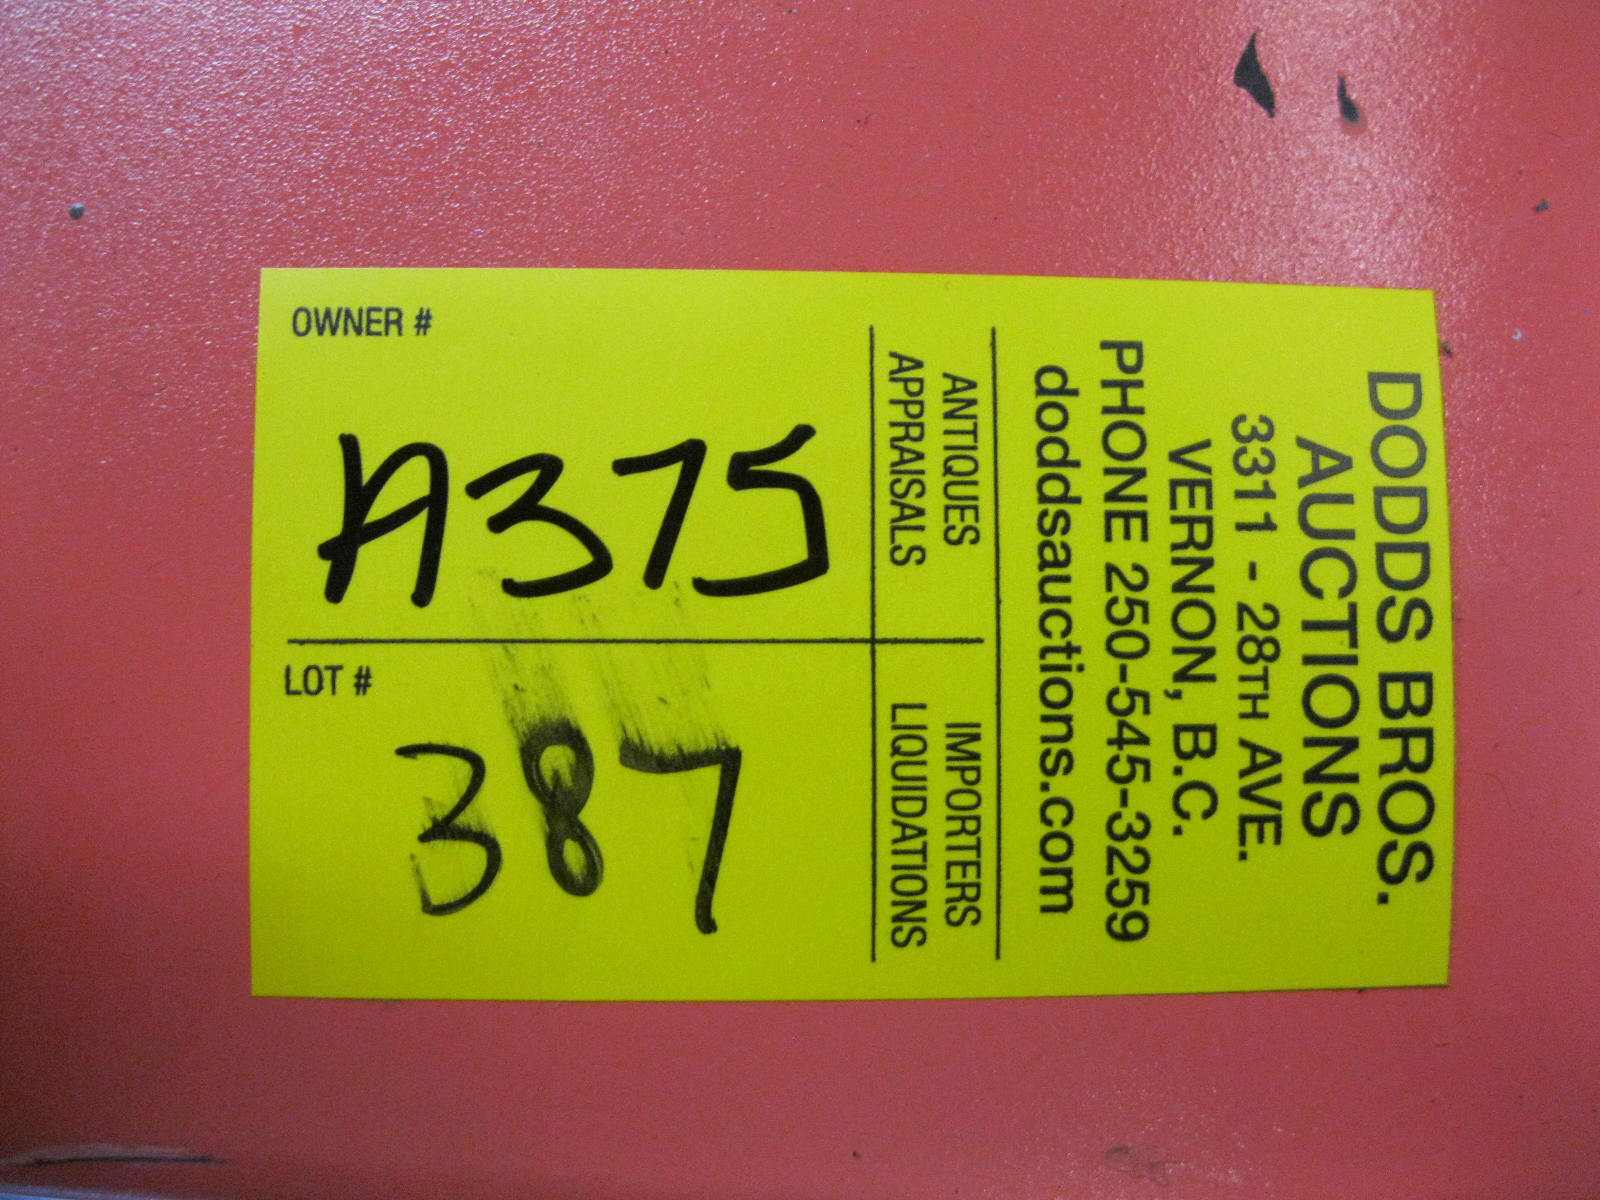 DODDS BROS.
AUCTIONS
3311 - 28TH AVE.
VERNON, B.C.
PHONE 250-545-3259
doddsauctions.com
ANTIQUES
APPRAISALS
IMPORTERS
LIQUIDATIONS
OWNER #
A375
LOT #
387